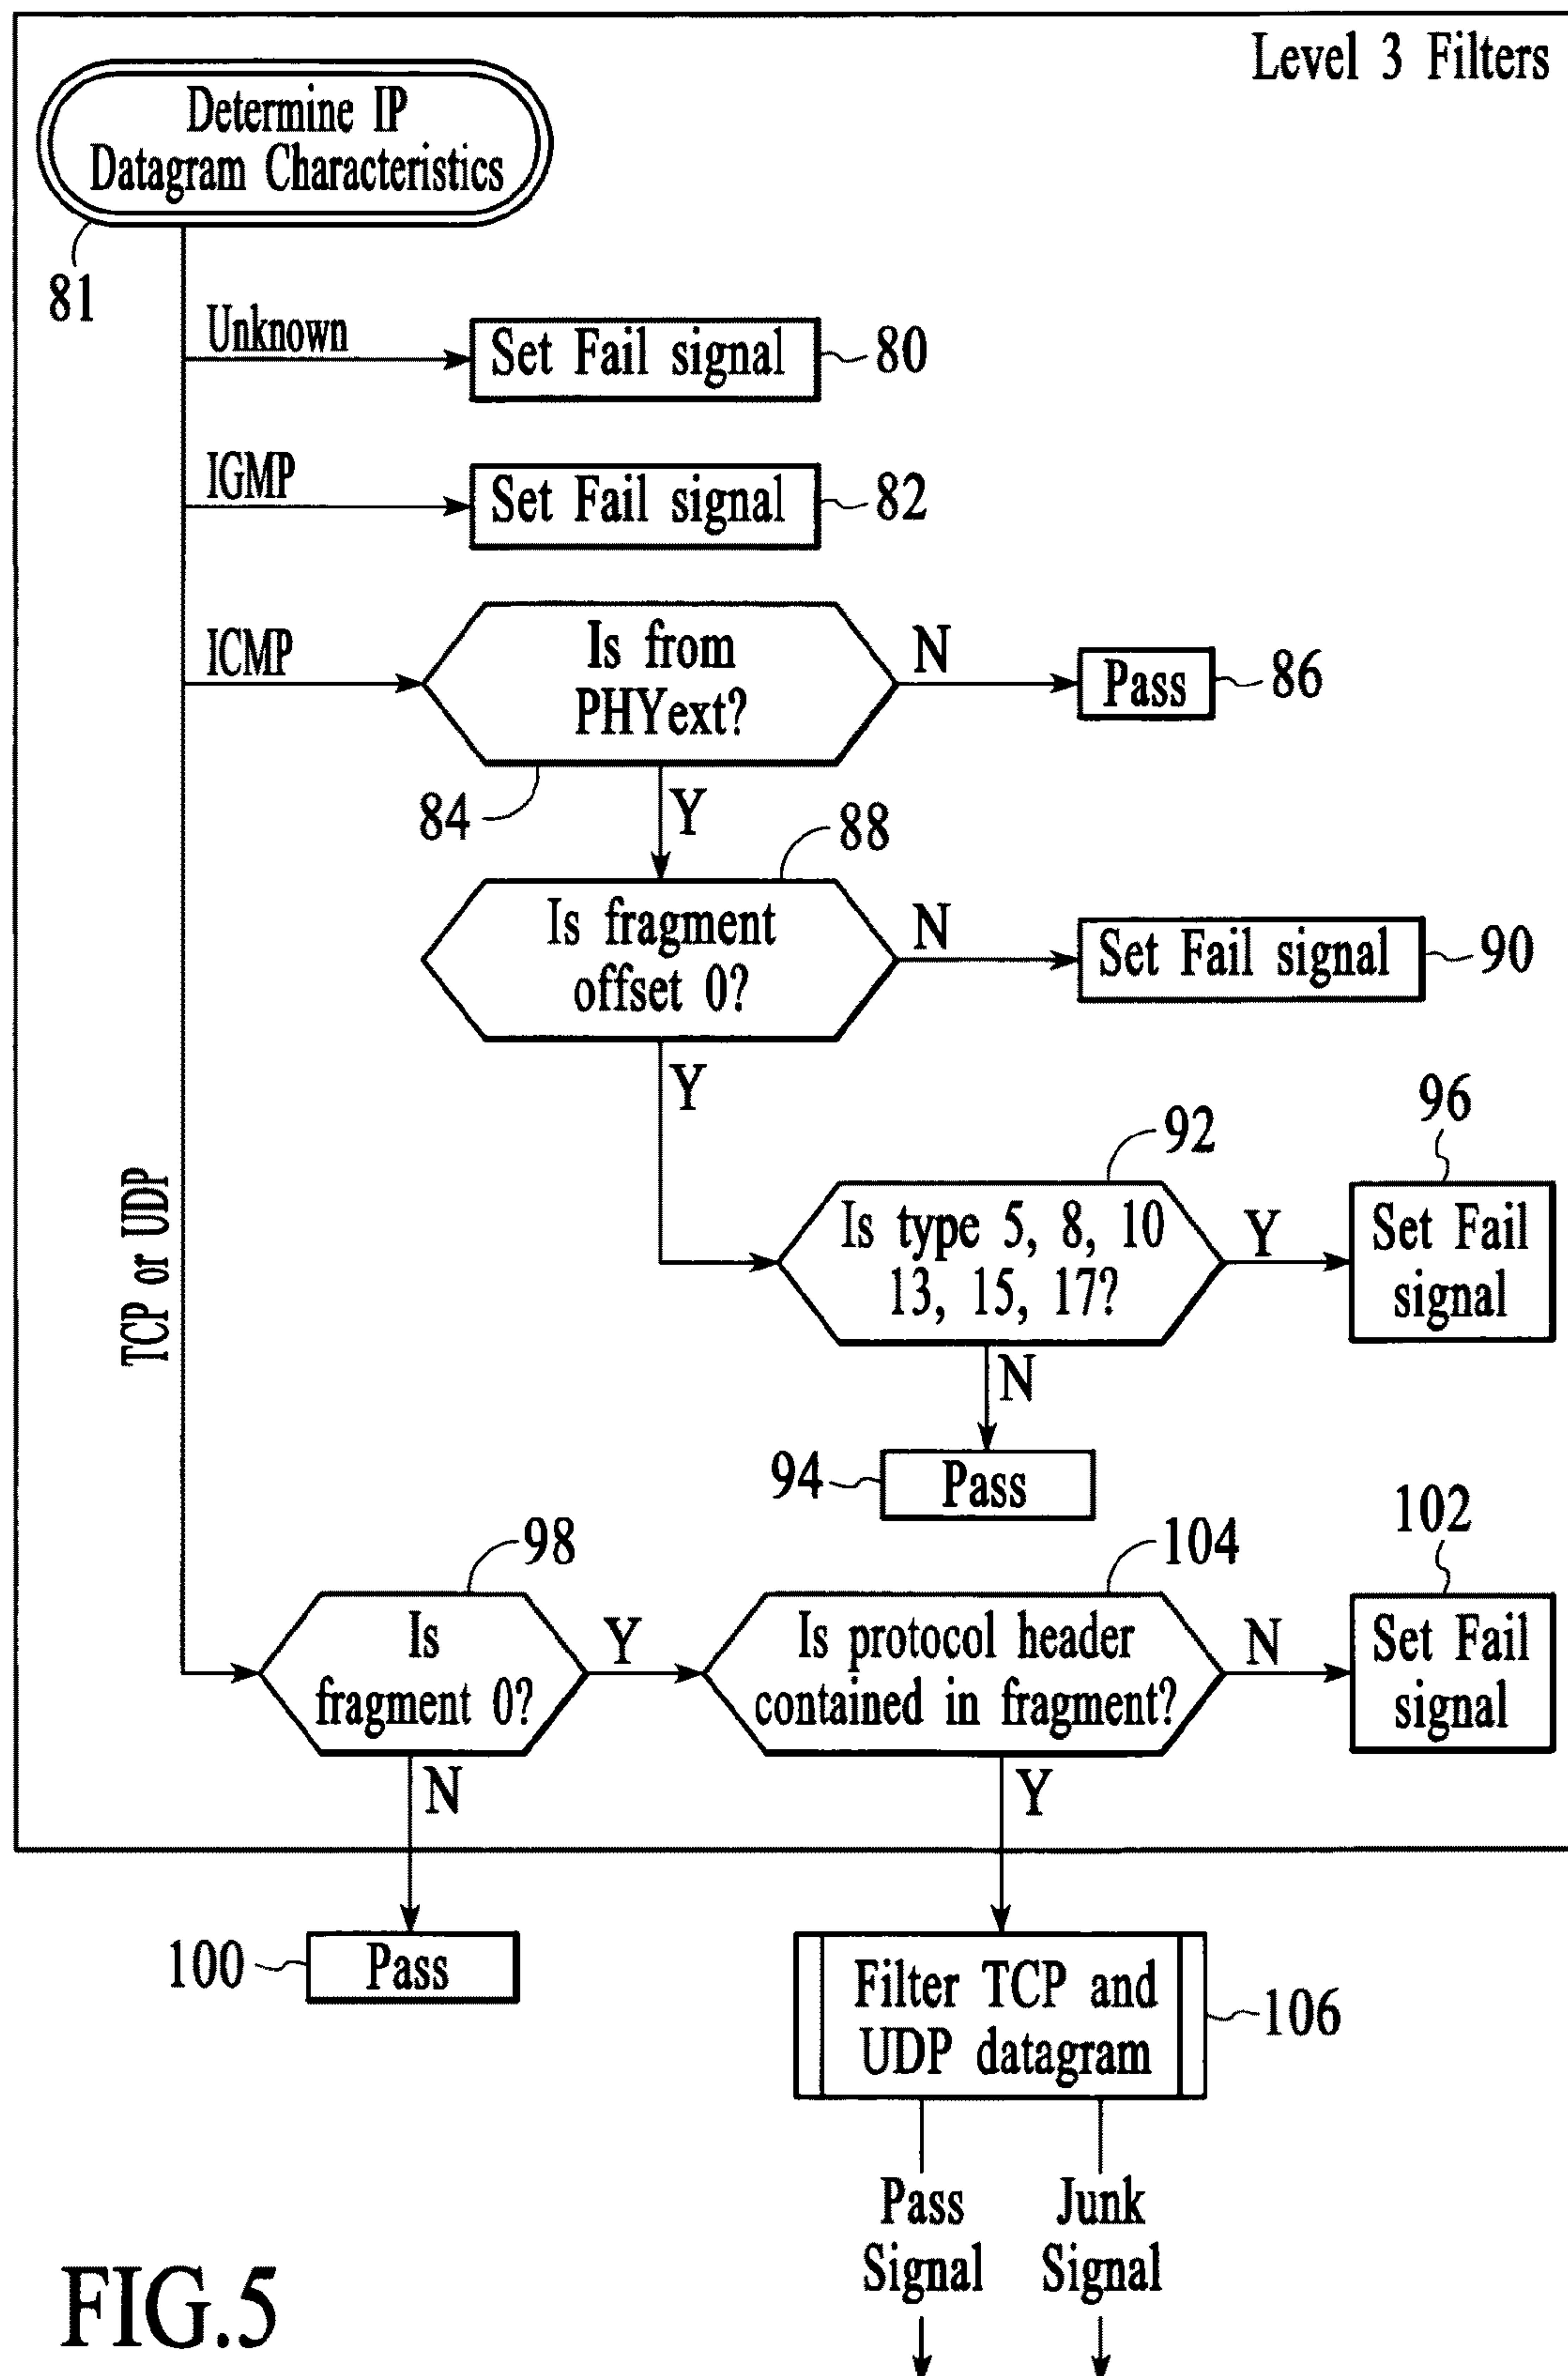 Level 3 Filters
Determine IP
Datagram Characteristics
81
Unknown
Set Fail signal
80
IGMP
Set Fail signal
82
ICMP
Is from
PHYext?
N
Pass
86
84
Y
88
Is fragment
offset 0?
N
Set Fail signal
90
Y
92
96
Is type 5, 8, 10
13, 15, 17?
Y
Set Fail
signal
N
94
Pass
TCP or UDP
98
104
102
Is
fragment 0?
Y
Is protocol header
contained in fragment?
N
Set Fail
signal
N
Y
100
Pass
Filter TCP and
UDP datagram
106
Pass
Signal
Junk
Signal
FIG.5